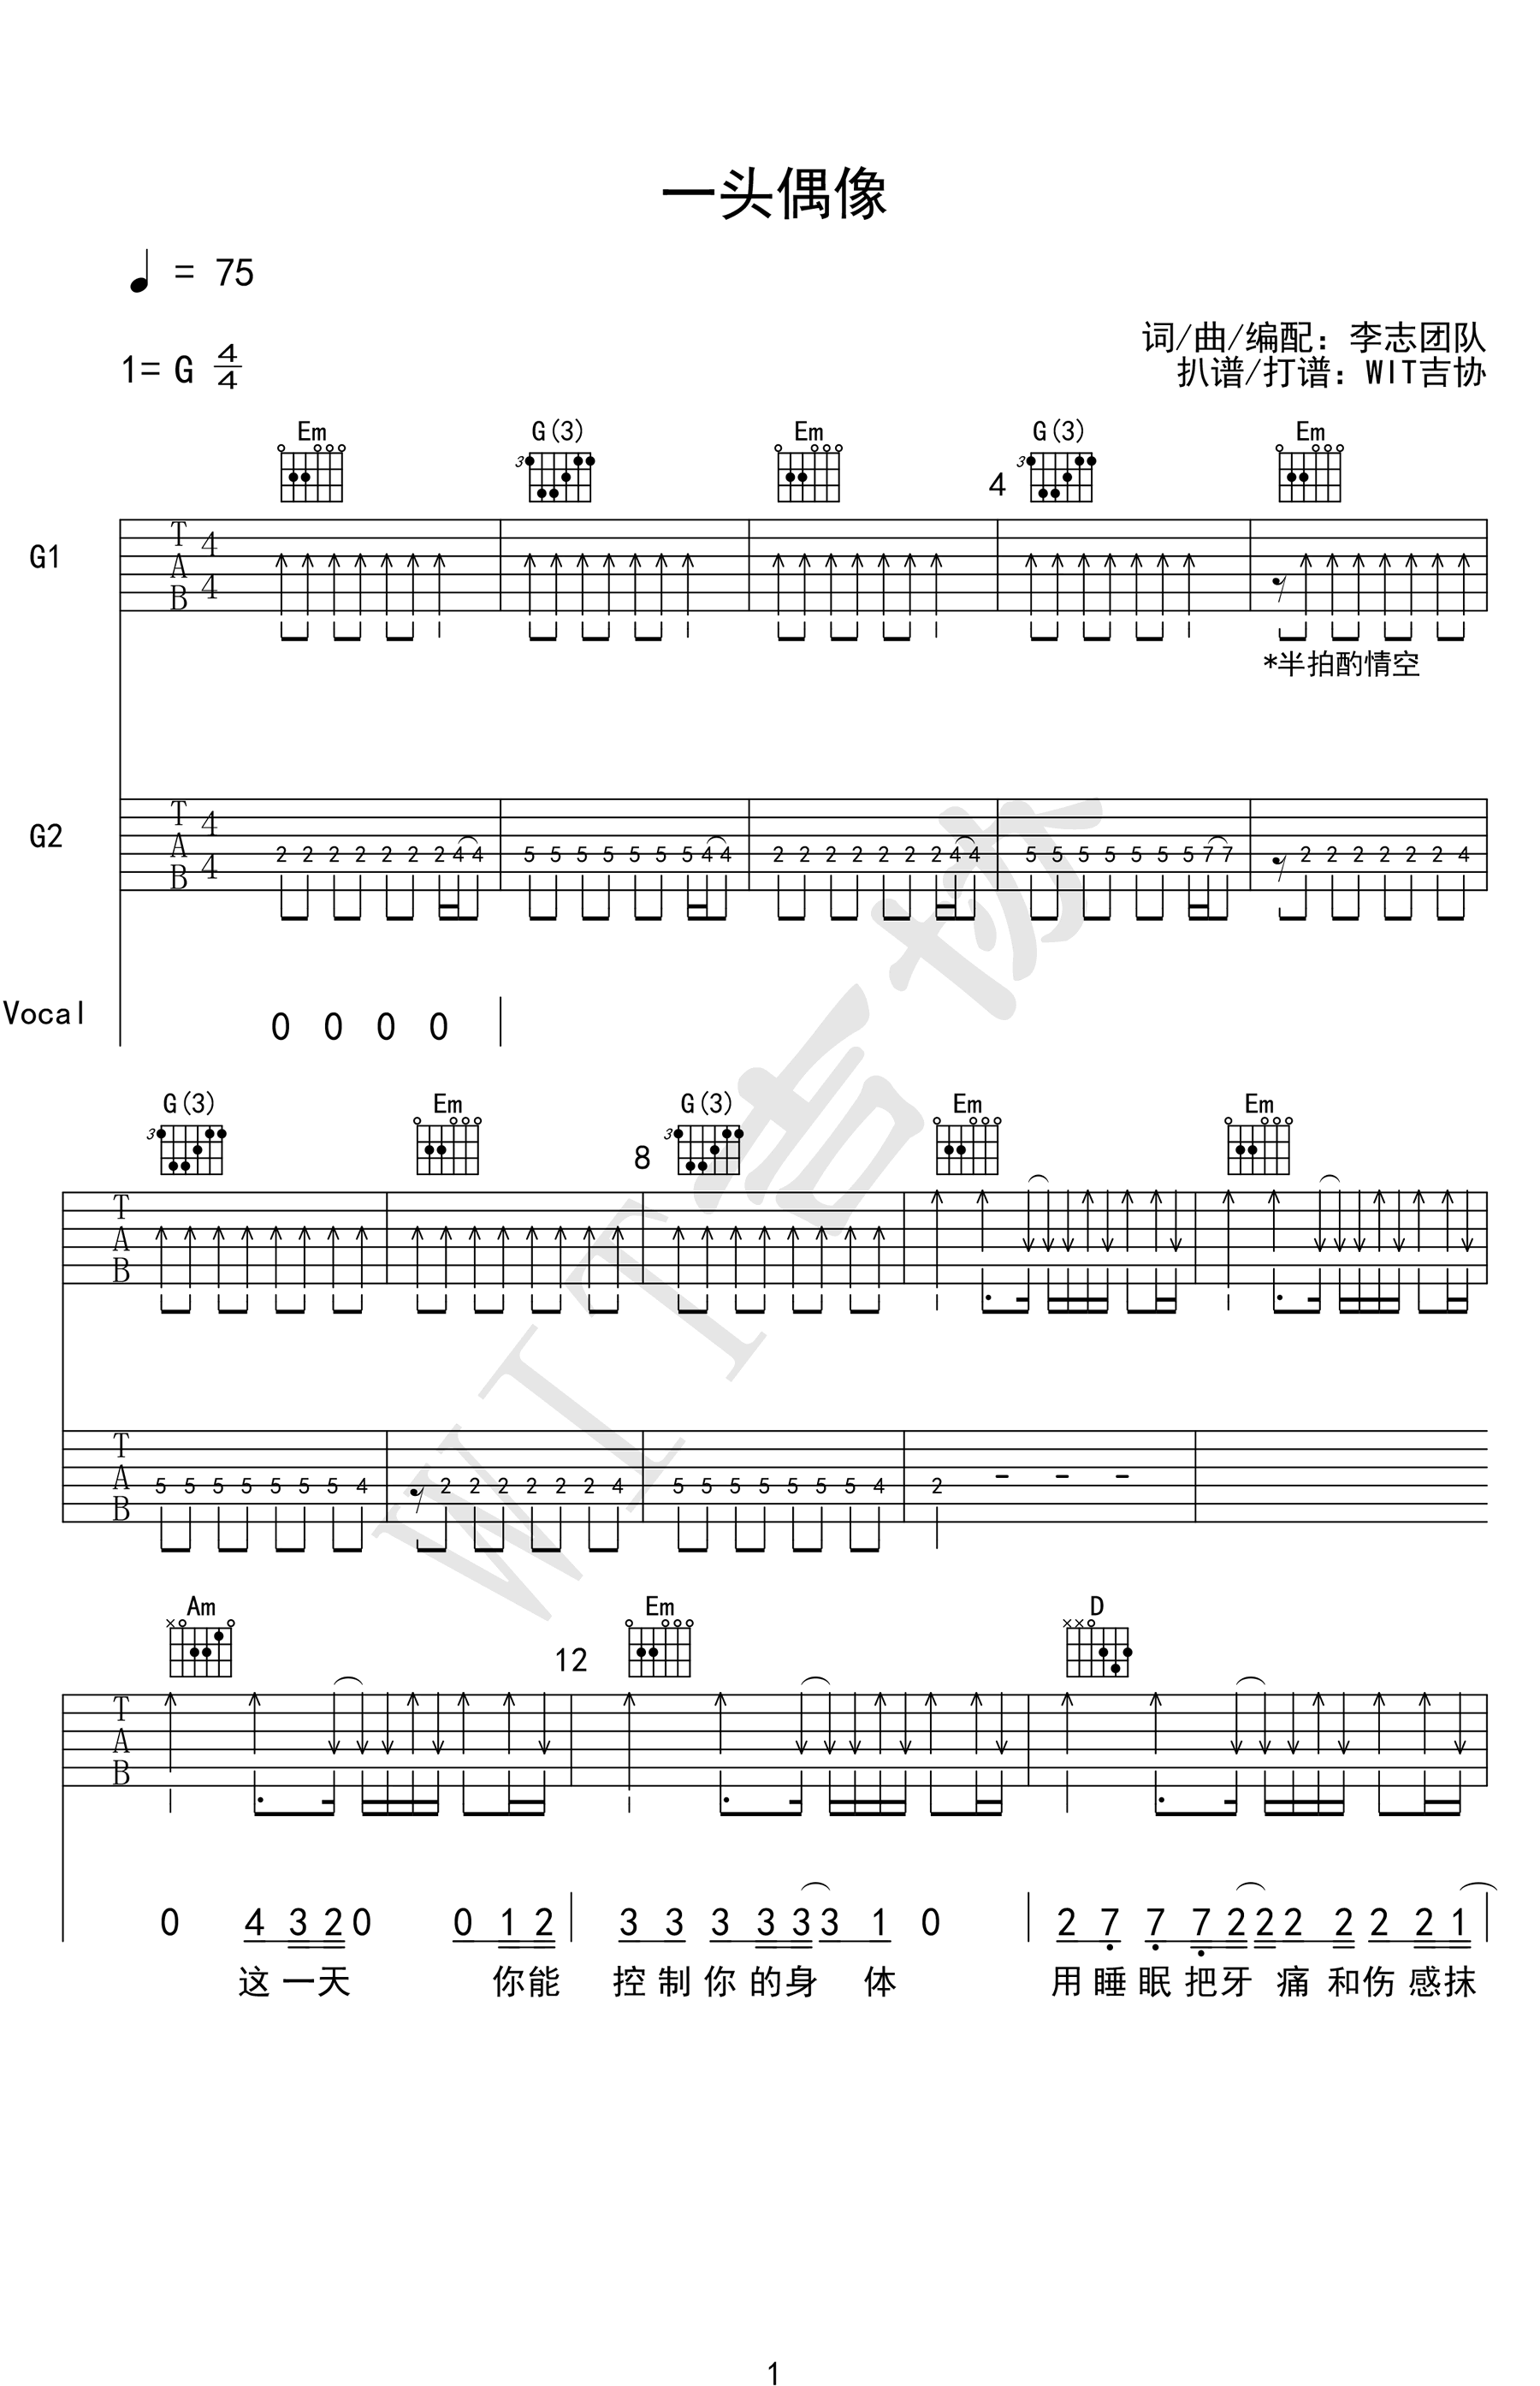 一头偶像
♩ = 75
词/曲/编配：李志团队
1= G 4/4
扒谱/打谱：WIT吉协
Em G(3) Em 4 G(3) Em
3 3
G1 T A B 4 4
*半拍酌情空
G2 T A B 4 4 2 2 2 2 2 2 2 4 4 5 5 5 5 5 5 5 4 4 2 2 2 2 2 2 2 4 4 5 5 5 5 5 5 5 7 7 2 2 2 2 2 2 4
Vocal 0 0 0 0
G(3) Em 8 G(3) Em Em
3 3
T A B
T A B 5 5 5 5 5 5 5 4 2 2 2 2 2 2 4 5 5 5 5 5 5 5 4 2 - - -
Am 12 Em D
T A B
0 4 3 2 0 0 1 2 3 3 3 3 3 3 1 0 2 7 7 7 2 2 2 2 2 2 1
这一天 你能 控制你的身 体 用睡眠把牙 痛和伤感抹
WIT吉协
1